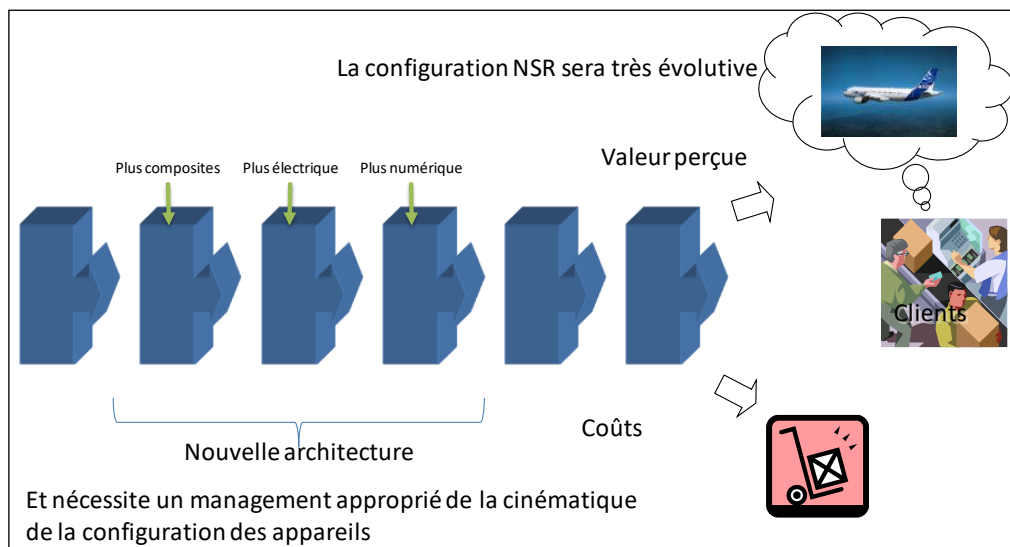 La configuration NSR sera très évolutive
Plus composites
Plus électrique
Plus numérique
Valeur perçue
Clients
Coûts
Nouvelle architecture
Et nécessite un management approprié de la cinématique
de la configuration des appareils